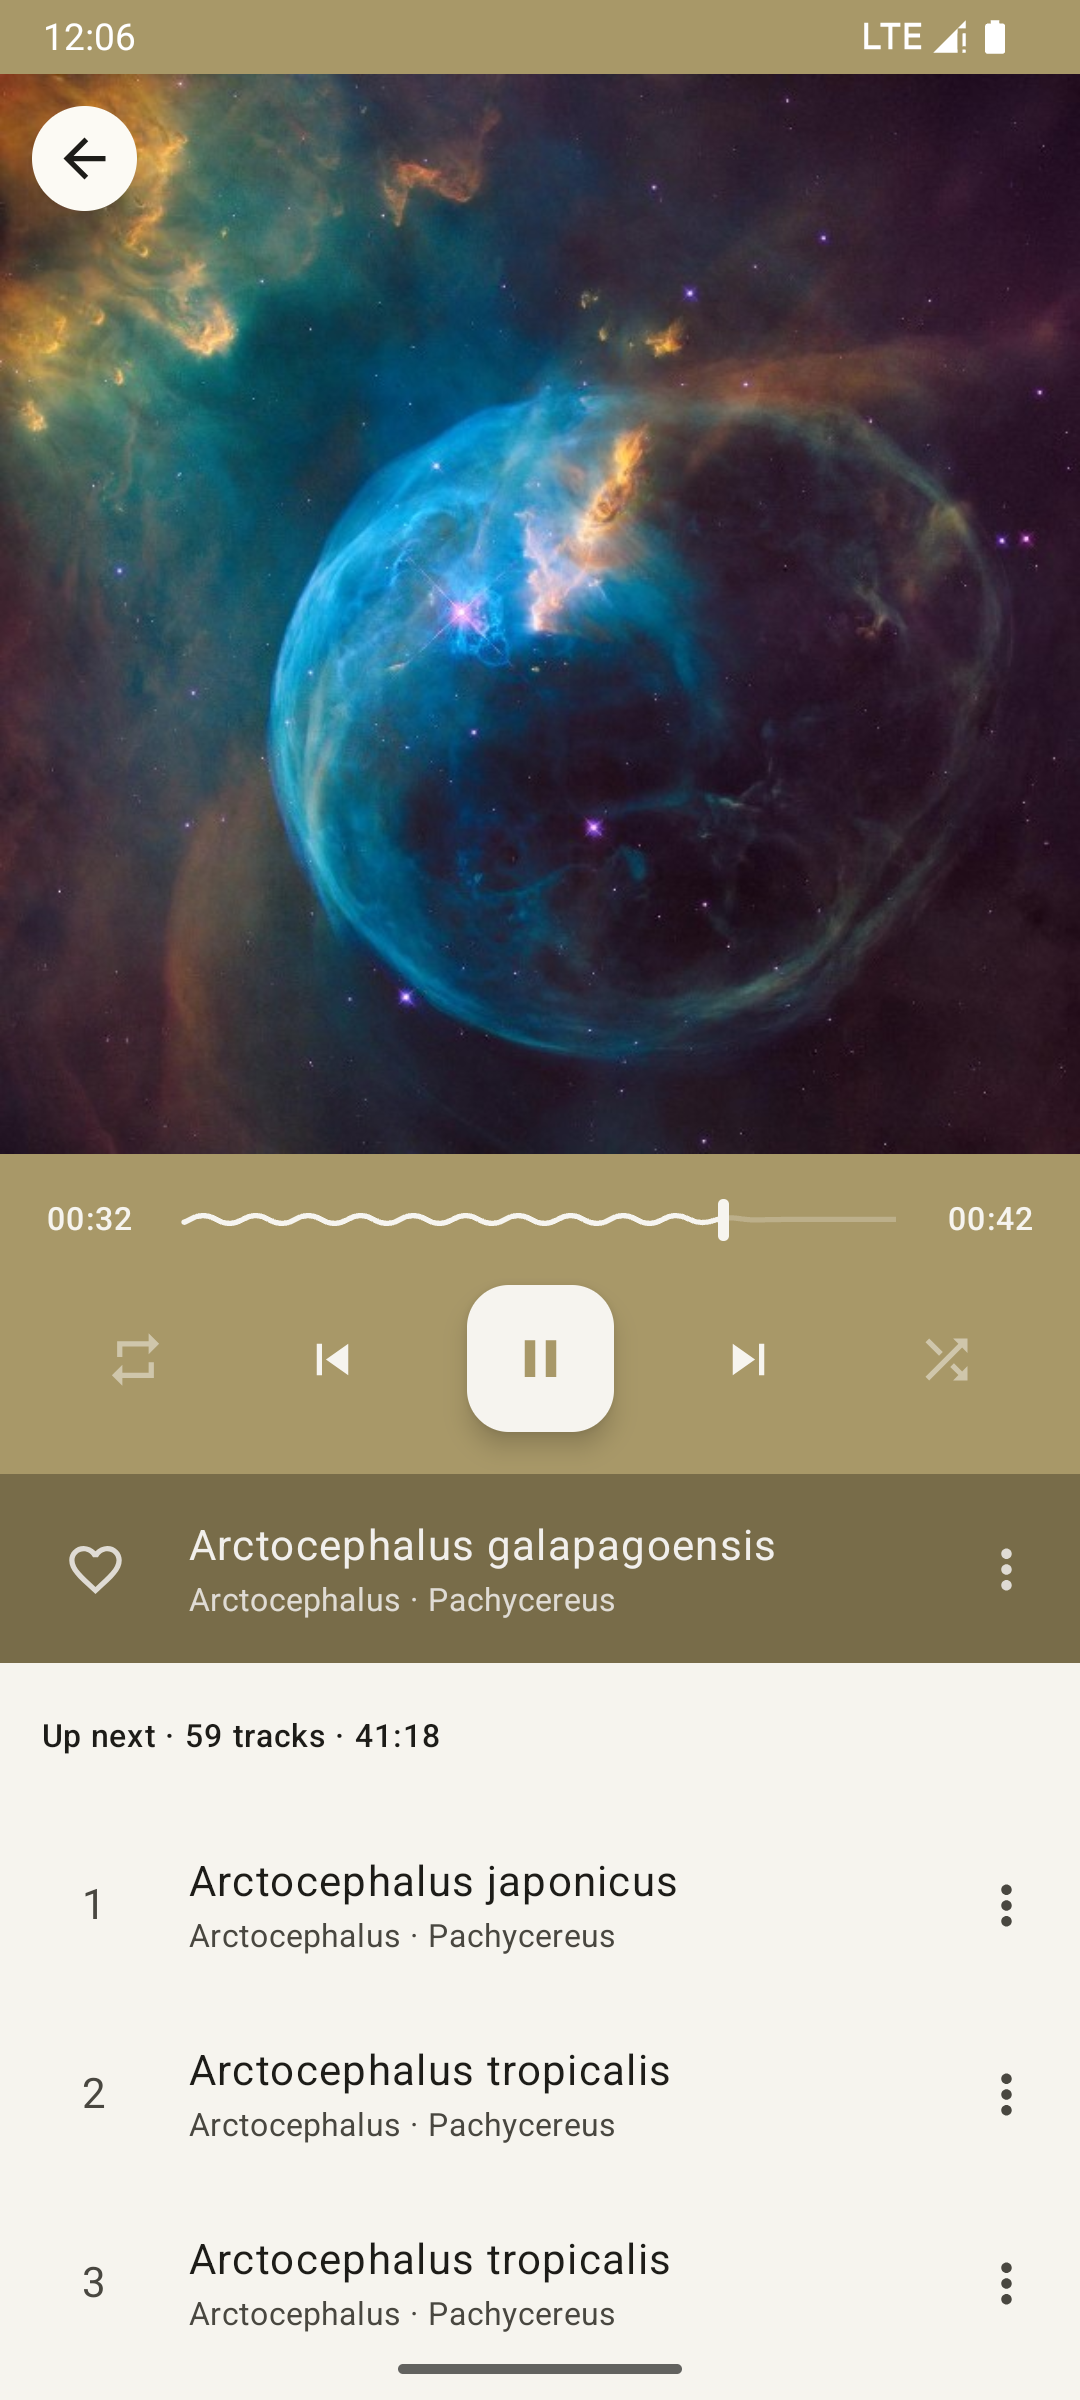 12:06
LTE
00:32
00:42
Arctocephalus galapagoensis
Arctocephalus · Pachycereus
Up next · 59 tracks · 41:18
1
Arctocephalus japonicus
Arctocephalus · Pachycereus
2
Arctocephalus tropicalis
Arctocephalus · Pachycereus
3
Arctocephalus tropicalis
Arctocephalus · Pachycereus